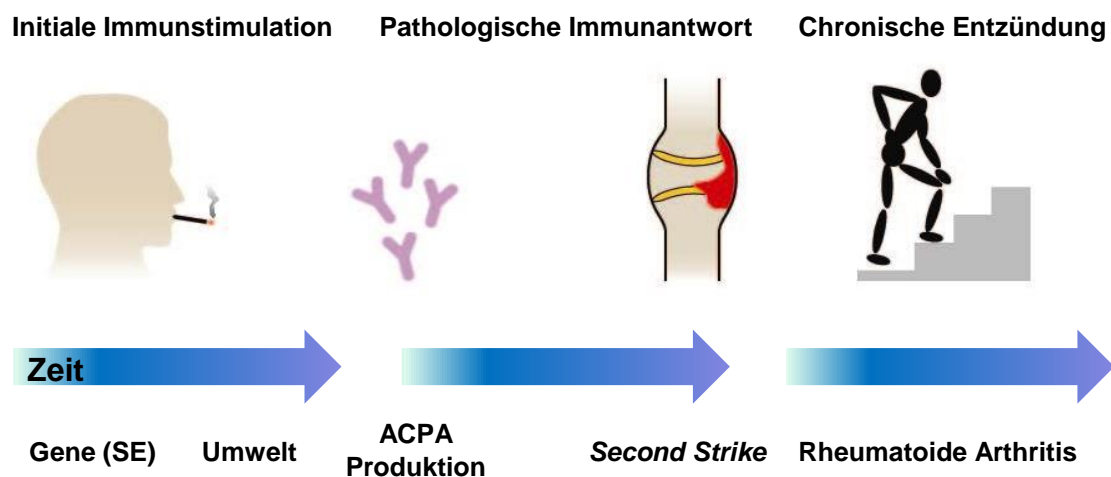 Initiale Immunstimulation
Pathologische Immunantwort
Chronische Entzündung
Zeit
Gene (SE)
Umwelt
ACPA
Produktion
Second Strike
Rheumatoide Arthritis